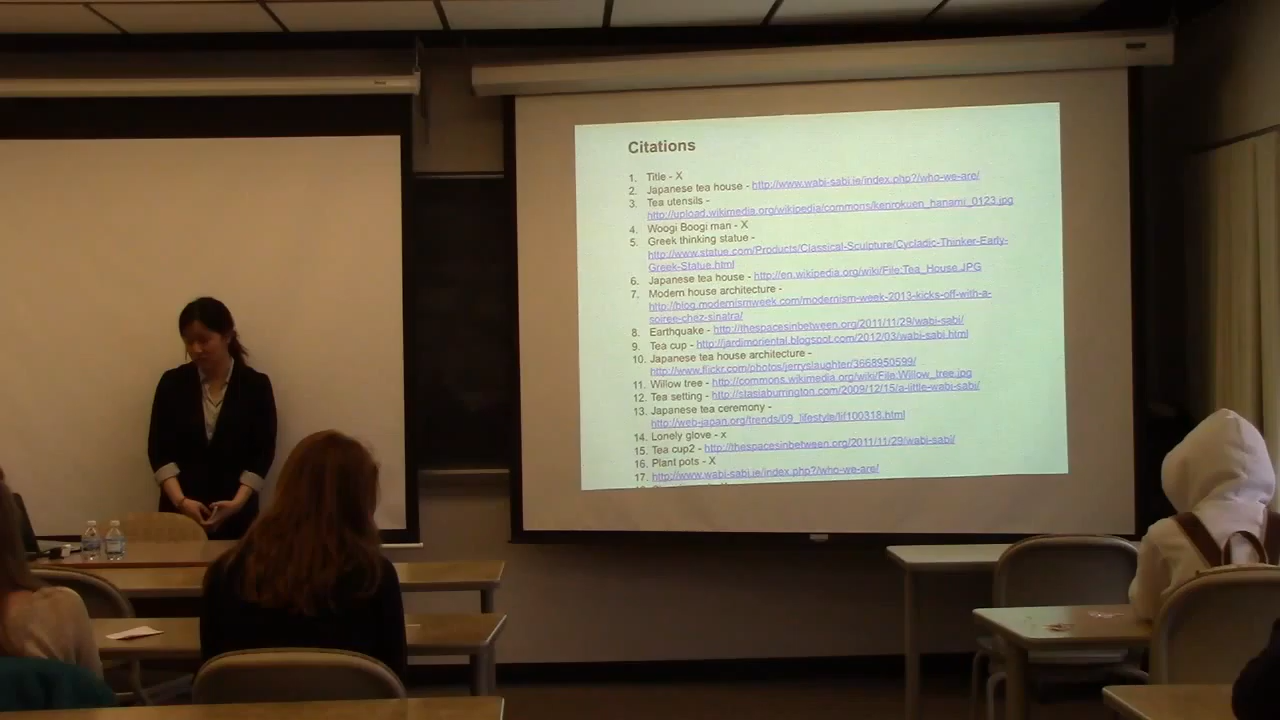 Citations
1. Title - X
2. Japanese tea house - http://www.wabi-sabi.ie/index.php?/who-we-are/
3. Tea utensils -
http://upload.wikimedia.org/wikipedia/commons/kenrokuen_hanami_0123.jpg
4. Woogi Boogi man - X
5. Greek thinking statue -
http://www.statue.com/Products/Classical-Sculpture/Cycladic-Thinker-Early-
Greek-Statue.html
6. Japanese tea house - http://en.wikipedia.org/wiki/File:Tea_House.JPG
7. Modern house architecture -
http://blog.modernismweek.com/modernism-week-2013-kicks-off-with-a-
soiree-chez-sinatra/
8. Earthquake - http://thespacesinbetween.org/2011/11/29/wabi-sabi/
9. Tea cup - http://jardimoriental.blogspot.com/2012/03/wabi-sabi.html
10. Japanese tea house architecture -
http://www.flickr.com/photos/jerryslaughter/3668950599/
11. Willow tree - http://commons.wikimedia.org/wiki/File:Willow_tree.jpg
12. Tea setting - http://stasiaburrington.com/2009/12/15/a-little-wabi-sabi/
13. Japanese tea ceremony -
http://web-japan.org/trends/09_lifestyle/lif100318.html
14. Lonely glove - x
15. Tea cup2 - http://thespacesinbetween.org/2011/11/29/wabi-sabi/
16. Plant pots - X
17. http://www.wabi-sabi.ie/index.php?/who-we-are/